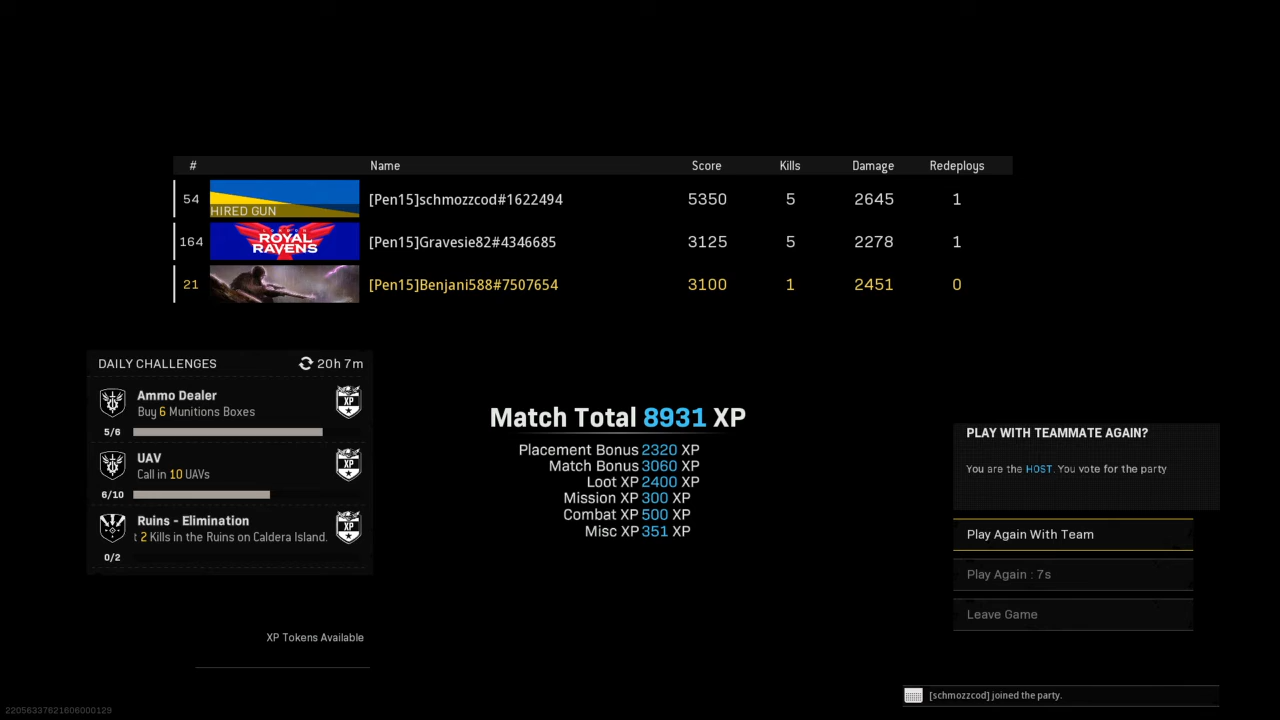 # Name Score Kills Damage Redeploys
54 HIRED GUN [Pen15]schmozzcod#1622494 5350 5 2645 1
164 LONDON ROYAL RAVENS [Pen15]Gravesie82#4346685 3125 5 2278 1
21 [Pen15]Benjani588#7507654 3100 1 2451 0
DAILY CHALLENGES 20h 7m
Ammo Dealer
Buy 6 Munitions Boxes
XP
5/6
UAV
Call in 10 UAVs
XP
6/10
Ruins - Elimination
t 2 Kills in the Ruins on Caldera Island.
XP
0/2
XP Tokens Available
Match Total 8931 XP
Placement Bonus 2320 XP
Match Bonus 3060 XP
Loot XP 2400 XP
Mission XP 300 XP
Combat XP 500 XP
Misc XP 351 XP
PLAY WITH TEAMMATE AGAIN?
You are the HOST. You vote for the party
Play Again With Team
Play Again : 7s
Leave Game
[schmozzcod] joined the party.
22056337621606000129